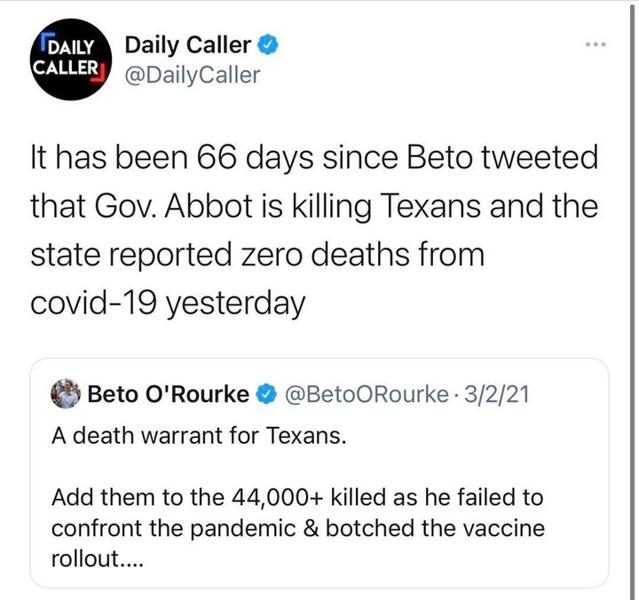 DAILY
CALLER
Daily Caller
@DailyCaller
It has been 66 days since Beto tweeted
that Gov. Abbot is killing Texans and the
state reported zero deaths from
covid-19 yesterday
Beto O'Rourke @BetoORourke · 3/2/21
A death warrant for Texans.
Add them to the 44,000+ killed as he failed to
confront the pandemic & botched the vaccine
rollout....